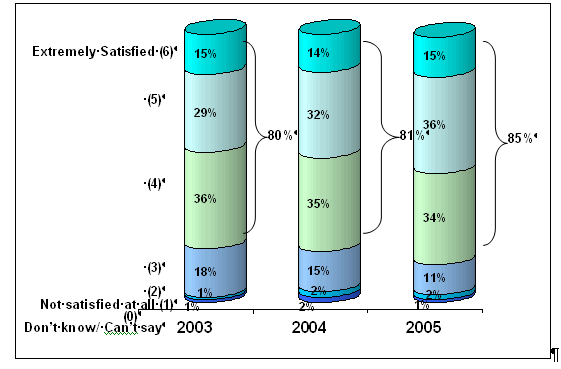 Extremely·Satisfied·(6)
15% 14% 15%
·(5)
29% 32% 36%
80% 81% 85%
·(4)
36% 35% 34%
·(3)
18% 15% 11%
·(2)
1% 2% 2%
Not·satisfied·at·all·(1)
1% 2% 1%
(0)
Don't·know/·Can't·say
2003 2004 2005
¶